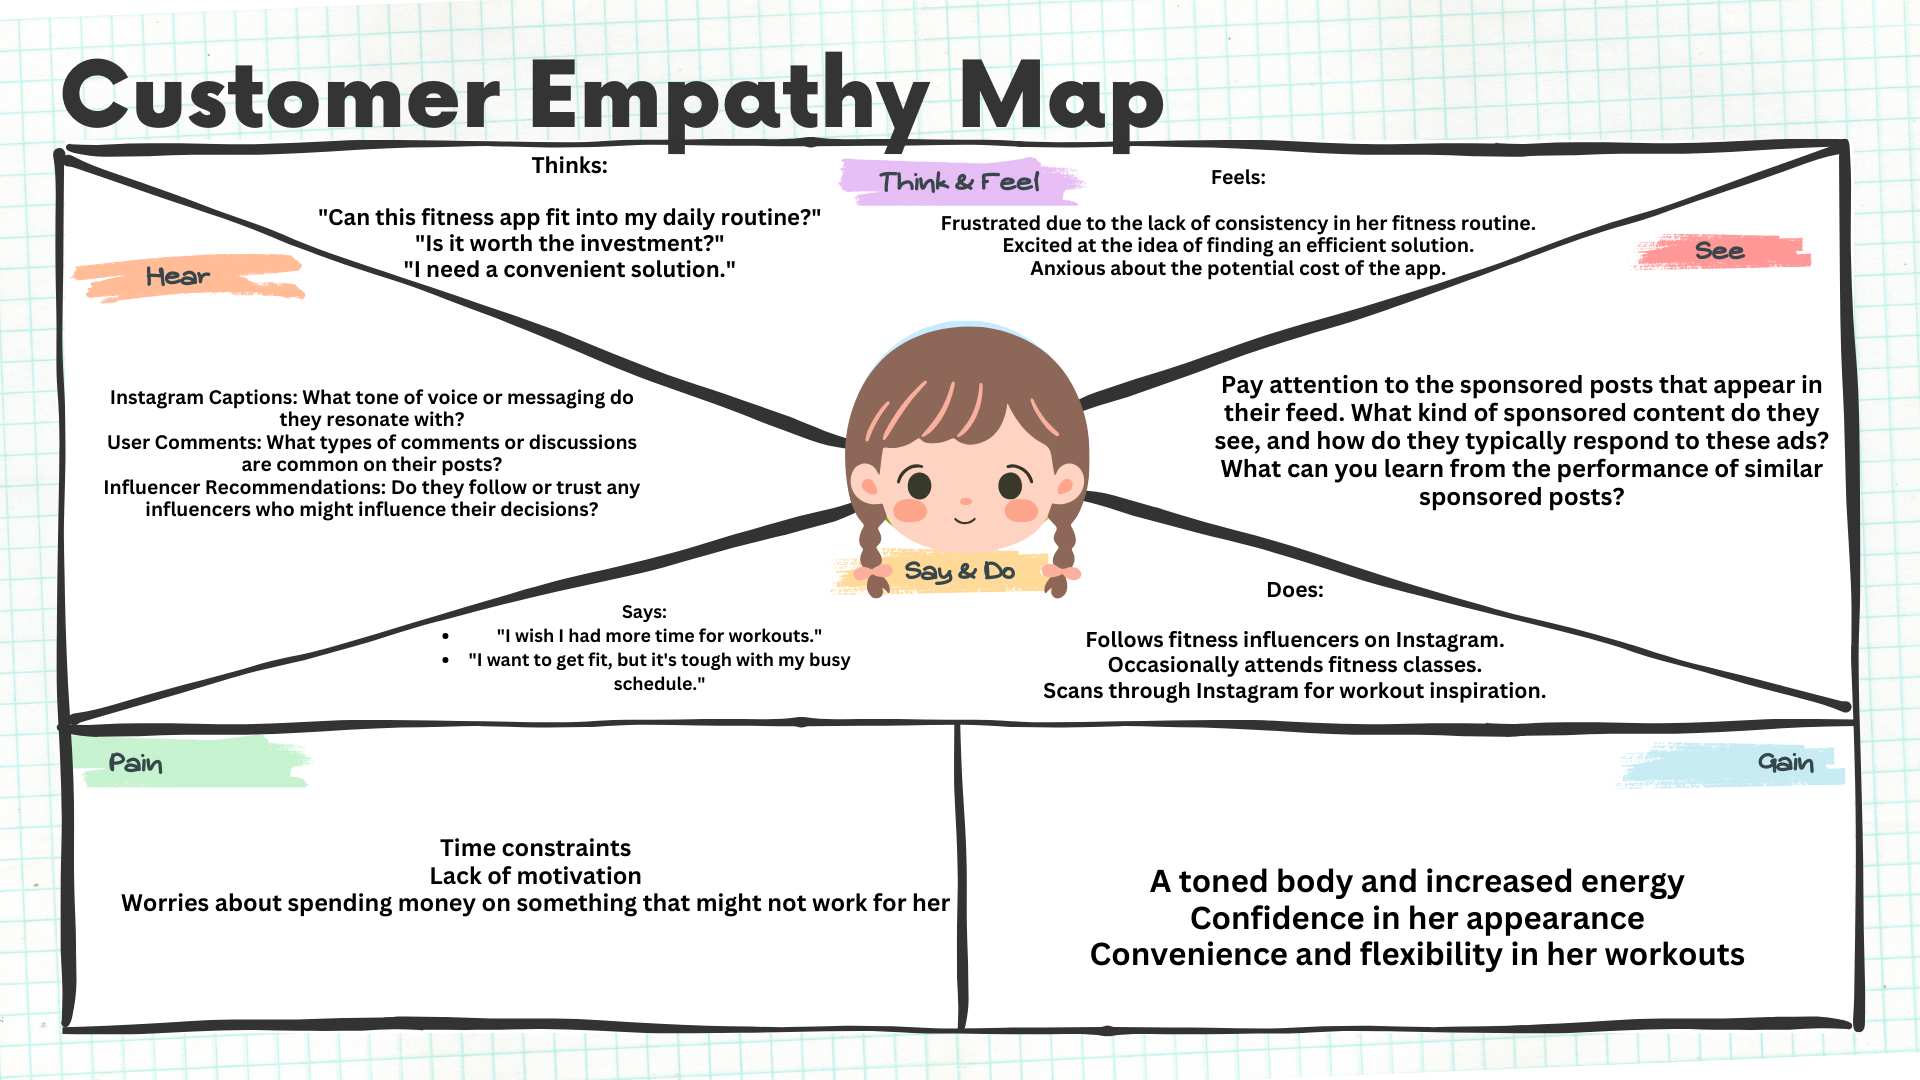 Customer Empathy Map
Thinks:
"Can this fitness app fit into my daily routine?"
"Is it worth the investment?"
"I need a convenient solution."
Think & Feel
Feels:
Frustrated due to the lack of consistency in her fitness routine.
Excited at the idea of finding an efficient solution.
Anxious about the potential cost of the app.
Hear
Instagram Captions: What tone of voice or messaging do
they resonate with?
User Comments: What types of comments or discussions
are common on their posts?
Influencer Recommendations: Do they follow or trust any
influencers who might influence their decisions?
See
Pay attention to the sponsored posts that appear in
their feed. What kind of sponsored content do they
see, and how do they typically respond to these ads?
What can you learn from the performance of similar
sponsored posts?
Say & Do
Says:
• "I wish I had more time for workouts."
• "I want to get fit, but it's tough with my busy
schedule."
Does:
Follows fitness influencers on Instagram.
Occasionally attends fitness classes.
Scans through Instagram for workout inspiration.
Pain
Time constraints
Lack of motivation
Worries about spending money on something that might not work for her
Gain
A toned body and increased energy
Confidence in her appearance
Convenience and flexibility in her workouts